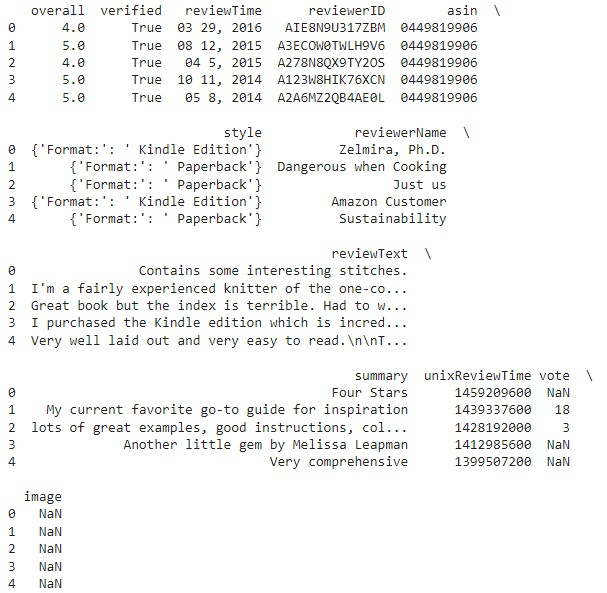 overall verified reviewTime reviewerID asin \
0 4.0 True 03 29, 2016 AIE8N9U317ZBM 0449819906
1 5.0 True 08 12, 2015 A3ECOW0TWLH9V6 0449819906
2 4.0 True 04 5, 2015 A278N8QX9TY2OS 0449819906
3 5.0 True 10 11, 2014 A123W8HIK76XCN 0449819906
4 5.0 True 05 8, 2014 A2A6MZ2QB4AE0L 0449819906
style reviewerName \
0 {'Format:': ' Kindle Edition'} Zelmira, Ph.D.
1 {'Format:': ' Paperback'} Dangerous when Cooking
2 {'Format:': ' Paperback'} Just us
3 {'Format:': ' Kindle Edition'} Amazon Customer
4 {'Format:': ' Paperback'} Sustainability
reviewText \
0 Contains some interesting stitches.
1 I'm a fairly experienced knitter of the one-co...
2 Great book but the index is terrible. Had to w...
3 I purchased the Kindle edition which is incred...
4 Very well laid out and very easy to read.\n\nT...
summary unixReviewTime vote \
0 Four Stars 1459209600 NaN
1 My current favorite go-to guide for inspiration 1439337600 18
2 lots of great examples, good instructions, col... 1428192000 3
3 Another little gem by Melissa Leapman 1412985600 NaN
4 Very comprehensive 1399507200 NaN
image
0 NaN
1 NaN
2 NaN
3 NaN
4 NaN